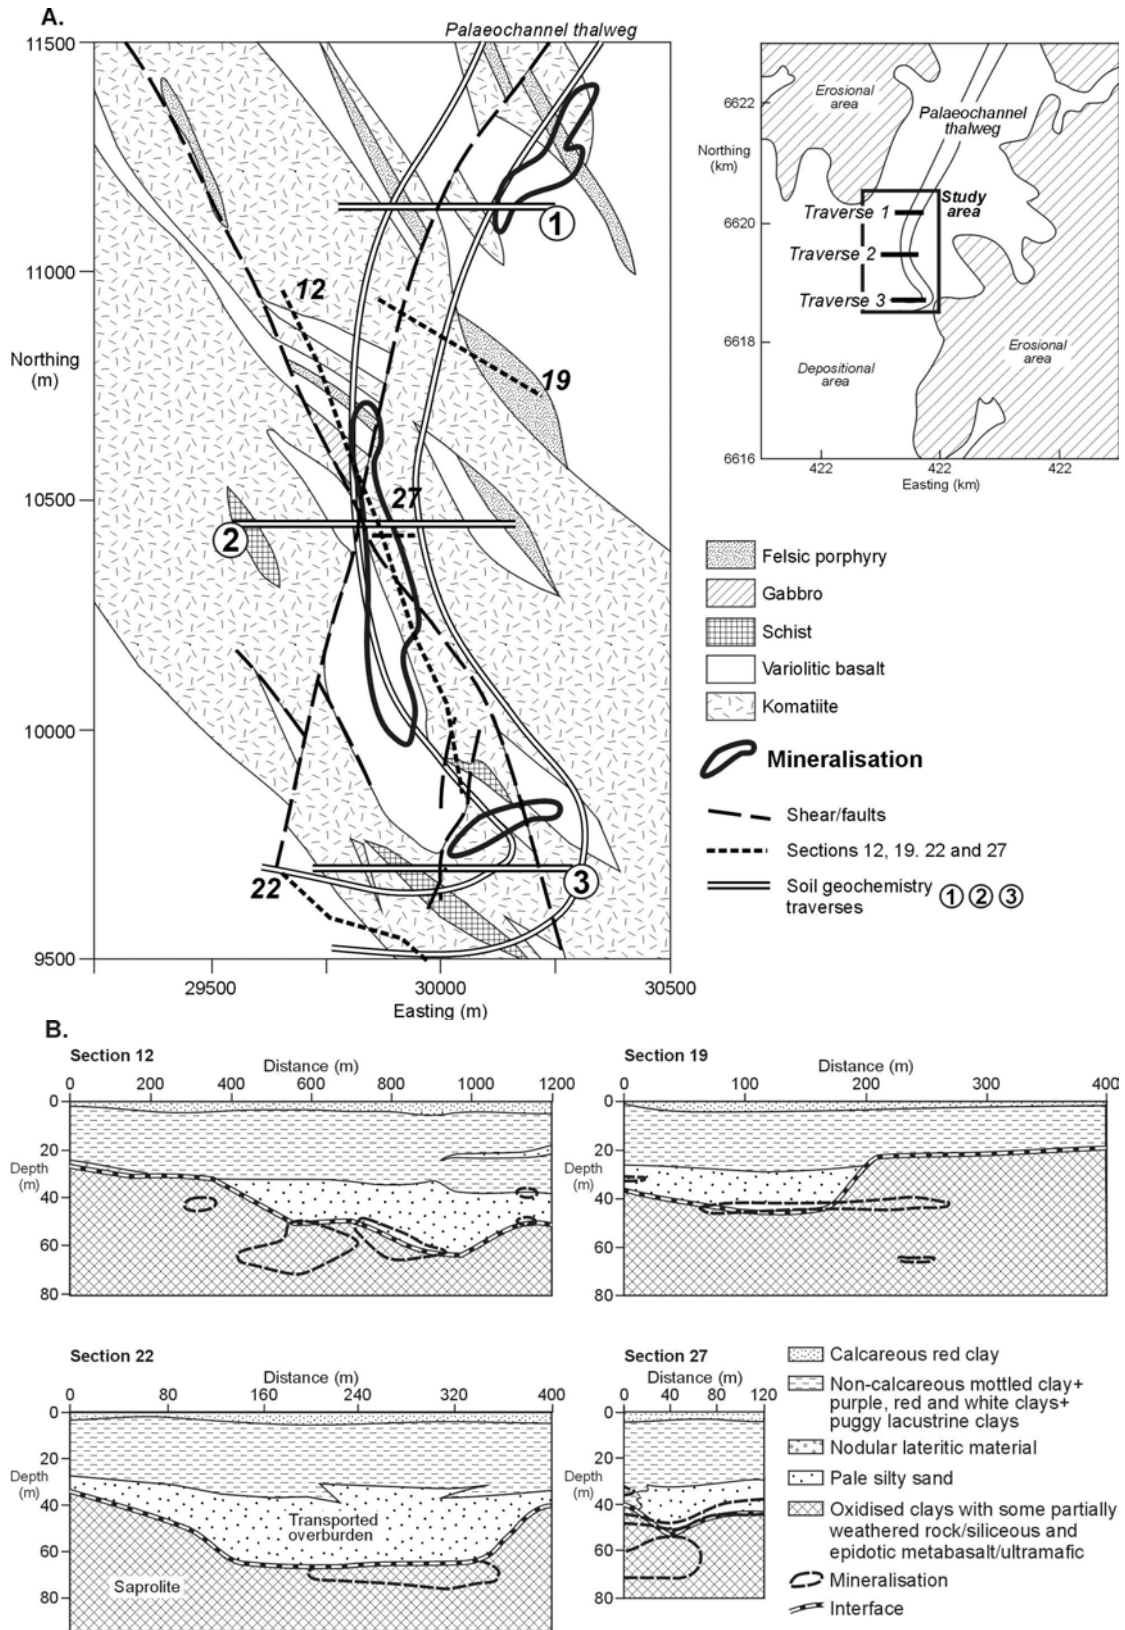 A.
Palaeochannel thalweg
11500
11000
Northing
(m)
10500
10000
9500
29500
30000
30500
Easting (m)
12
19
27
22
1
2
3
6622
Northing
(km)
6620
6618
6616
422
422
422
Easting (km)
Erosional
area
Palaeochannel
thalweg
Study
area
Traverse 1
Traverse 2
Traverse 3
Depositional
area
Erosional
area
Felsic porphyry
Gabbro
Schist
Variolitic basalt
Komatiite
Mineralisation
Shear/faults
Sections 12, 19. 22 and 27
Soil geochemistry
traverses
1 2 3
B.
Section 12
Distance (m)
0 200 400 600 800 1000 1200
0
20
Depth
(m)
40
60
80
Section 19
Distance (m)
0 100 200 300 400
0
20
Depth
(m)
40
60
80
Section 22
Distance (m)
0 80 160 240 320 400
0
20
Depth
(m)
40
60
80
Transported
overburden
Saprolite
Section 27
Distance (m)
0 40 80 120
0
20
Depth
(m)
40
60
80
Calcareous red clay
Non-calcareous mottled clay+
purple, red and white clays+
puggy lacustrine clays
Nodular lateritic material
Pale silty sand
Oxidised clays with some partially
weathered rock/siliceous and
epidotic metabasalt/ultramafic
Mineralisation
Interface